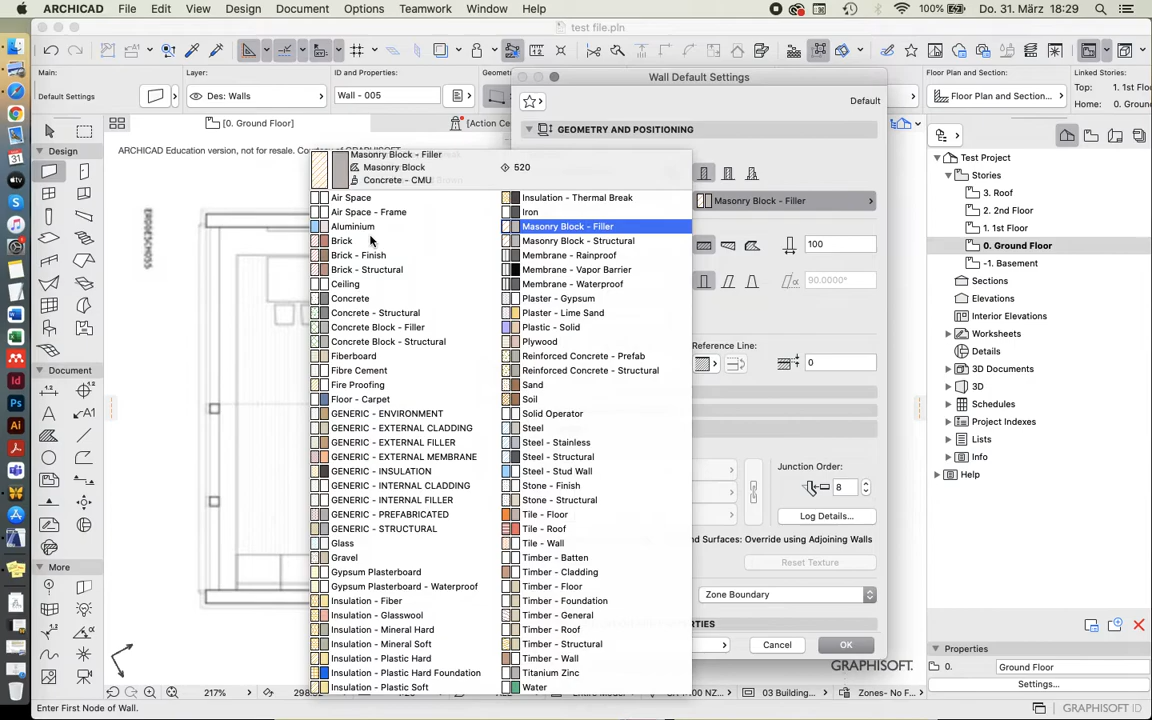 ARCHICAD File Edit View Design Document Options Teamwork Window Help 100% Do. 31. März 18:29
test file.pln
Main: Layer: ID and Properties: Floor Plan and Section: Linked Stories:
Default Settings Des: Walls Wall - 005 Floor Plan and Section... Top: 1. 1st Flo
Home: 0. Groun
[0. Ground Floor] [Action Ce
ARCHICAD Education version, not for resale. Courtesy of GRAPHISOFT
ERDGESCHOSS
Design
Document
More
Wall Default Settings
Default
GEOMETRY AND POSITIONING
Masonry Block - Filler
100
90.0000°
Reference Line:
0
Junction Order:
8
Log Details...
nd Surfaces: Override using Adjoining Walls
Reset Texture
Zone Boundary
Cancel OK
Masonry Block - Filler
Masonry Block 520
Concrete - CMU
Air Space
Air Space - Frame
Aluminium
Brick
Brick - Finish
Brick - Structural
Ceiling
Concrete
Concrete - Structural
Concrete Block - Filler
Concrete Block - Structural
Fiberboard
Fibre Cement
Fire Proofing
Floor - Carpet
GENERIC - ENVIRONMENT
GENERIC - EXTERNAL CLADDING
GENERIC - EXTERNAL FILLER
GENERIC - EXTERNAL MEMBRANE
GENERIC - INSULATION
GENERIC - INTERNAL CLADDING
GENERIC - INTERNAL FILLER
GENERIC - PREFABRICATED
GENERIC - STRUCTURAL
Glass
Gravel
Gypsum Plasterboard
Gypsum Plasterboard - Waterproof
Insulation - Fiber
Insulation - Glasswool
Insulation - Mineral Hard
Insulation - Mineral Soft
Insulation - Plastic Hard
Insulation - Plastic Hard Foundation
Insulation - Plastic Soft
Insulation - Thermal Break
Iron
Masonry Block - Filler
Masonry Block - Structural
Membrane - Rainproof
Membrane - Vapor Barrier
Membrane - Waterproof
Plaster - Gypsum
Plaster - Lime Sand
Plastic - Solid
Plywood
Reinforced Concrete - Prefab
Reinforced Concrete - Structural
Sand
Soil
Solid Operator
Steel
Steel - Stainless
Steel - Structural
Steel - Stud Wall
Stone - Finish
Stone - Structural
Tile - Floor
Tile - Roof
Tile - Wall
Timber - Batten
Timber - Cladding
Timber - Floor
Timber - Foundation
Timber - General
Timber - Roof
Timber - Structural
Timber - Wall
Titanium Zinc
Water
Test Project
Stories
3. Roof
2. 2nd Floor
1. 1st Floor
0. Ground Floor
-1. Basement
Sections
Elevations
Interior Elevations
Worksheets
Details
3D Documents
3D
Schedules
Project Indexes
Lists
Info
Help
Properties
0. Ground Floor
Settings...
GRAPHISOFT.
217% 03 Building... Zones- No F...
Enter First Node of Wall. GRAPHISOFT ID